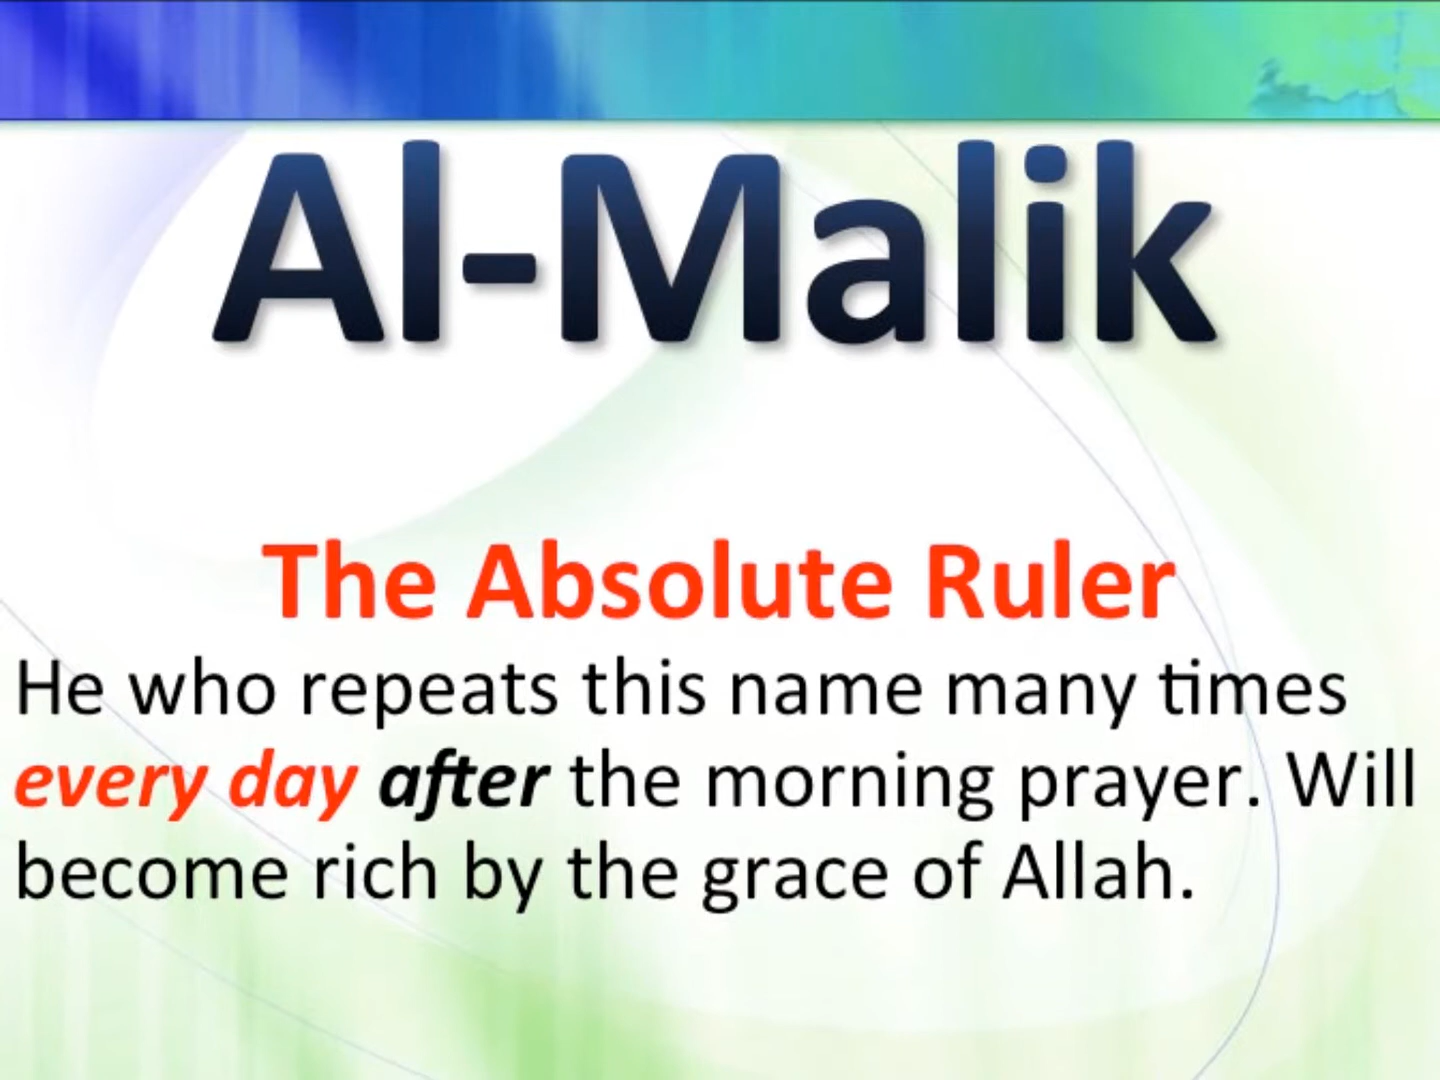 Al-Malik
The Absolute Ruler
He who repeats this name many times
every day after the morning prayer. Will
become rich by the grace of Allah.